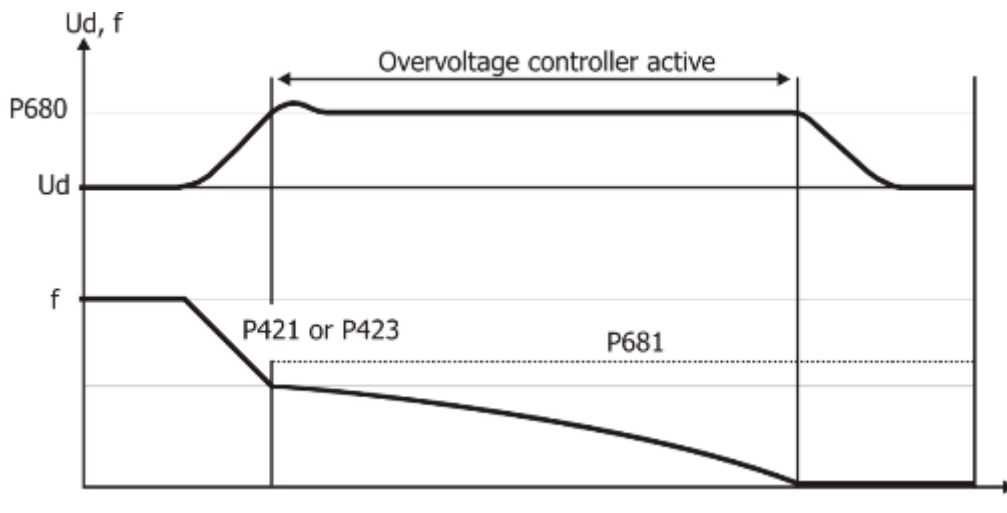 Ud, f
Overvoltage controller active
P680
Ud
f
P421 or P423
P681